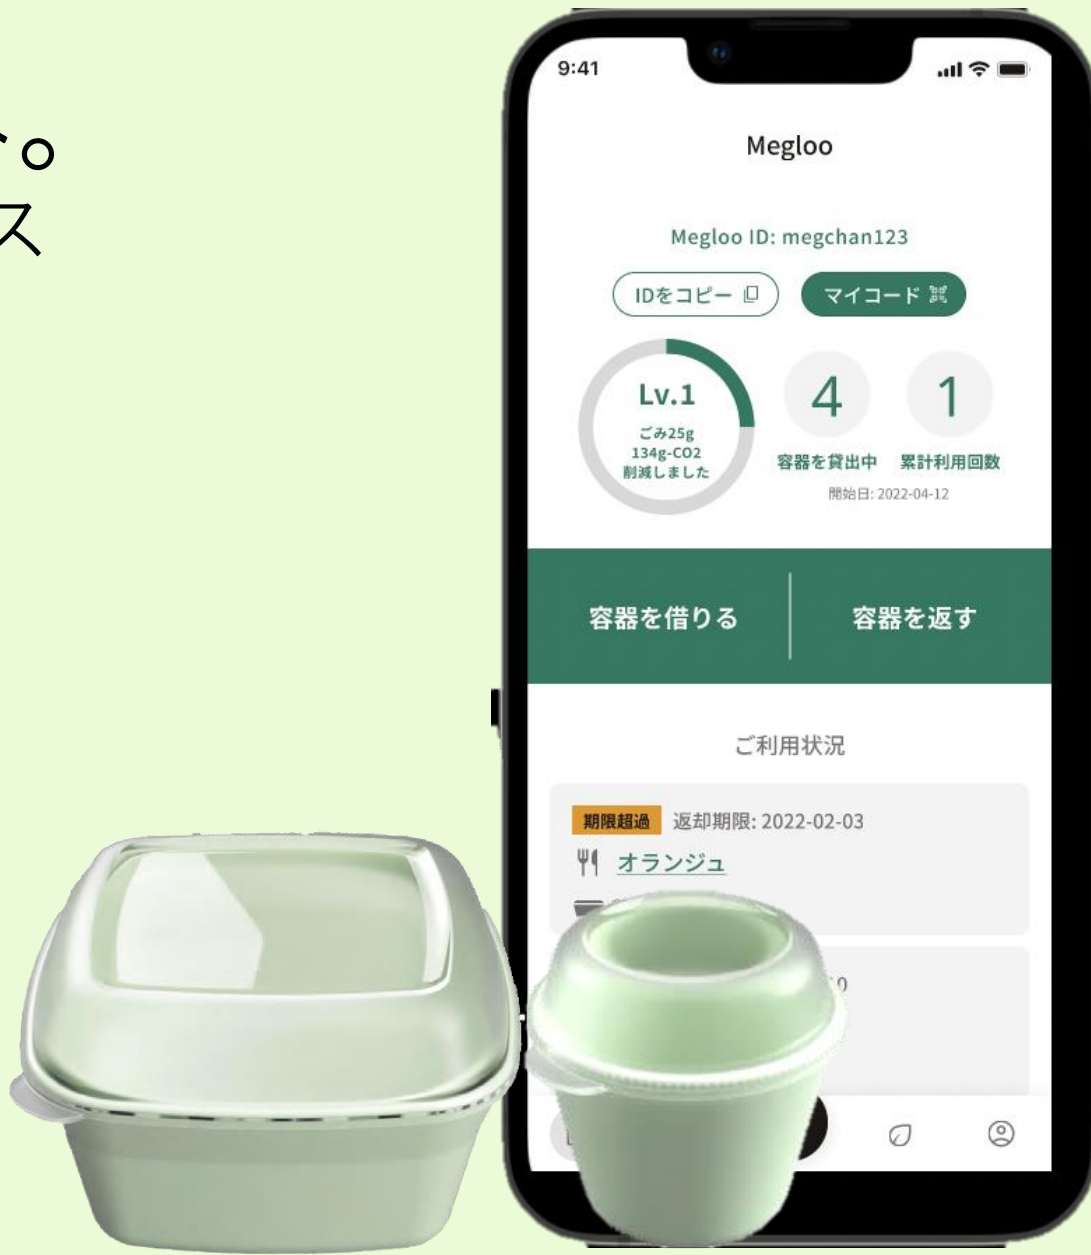 。
ス
9:41
Megloo
Megloo ID: megchan123
IDをコピー
マイコード
Lv.1
ごみ25g
134g-CO2
削減しました
4
容器を貸出中
1
累計利用回数
開始日: 2022-04-12
容器を借りる
容器を返す
ご利用状況
期限超過 返却期限: 2022-02-03
オランジュ
0